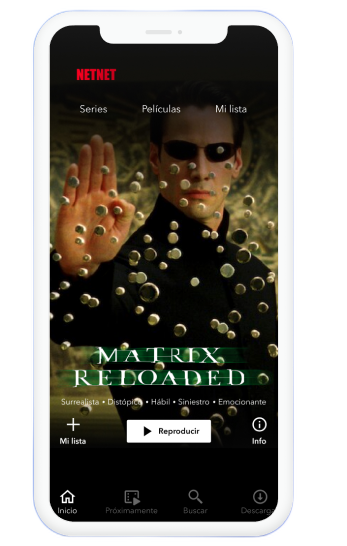 NETNET
Series Películas Mi lista
MATRIX
RELOADED
Surrealista • Distópico • Hábil • Siniestro • Emocionante
Mi lista Reproducir Info
Inicio Próximamente Buscar Descarga